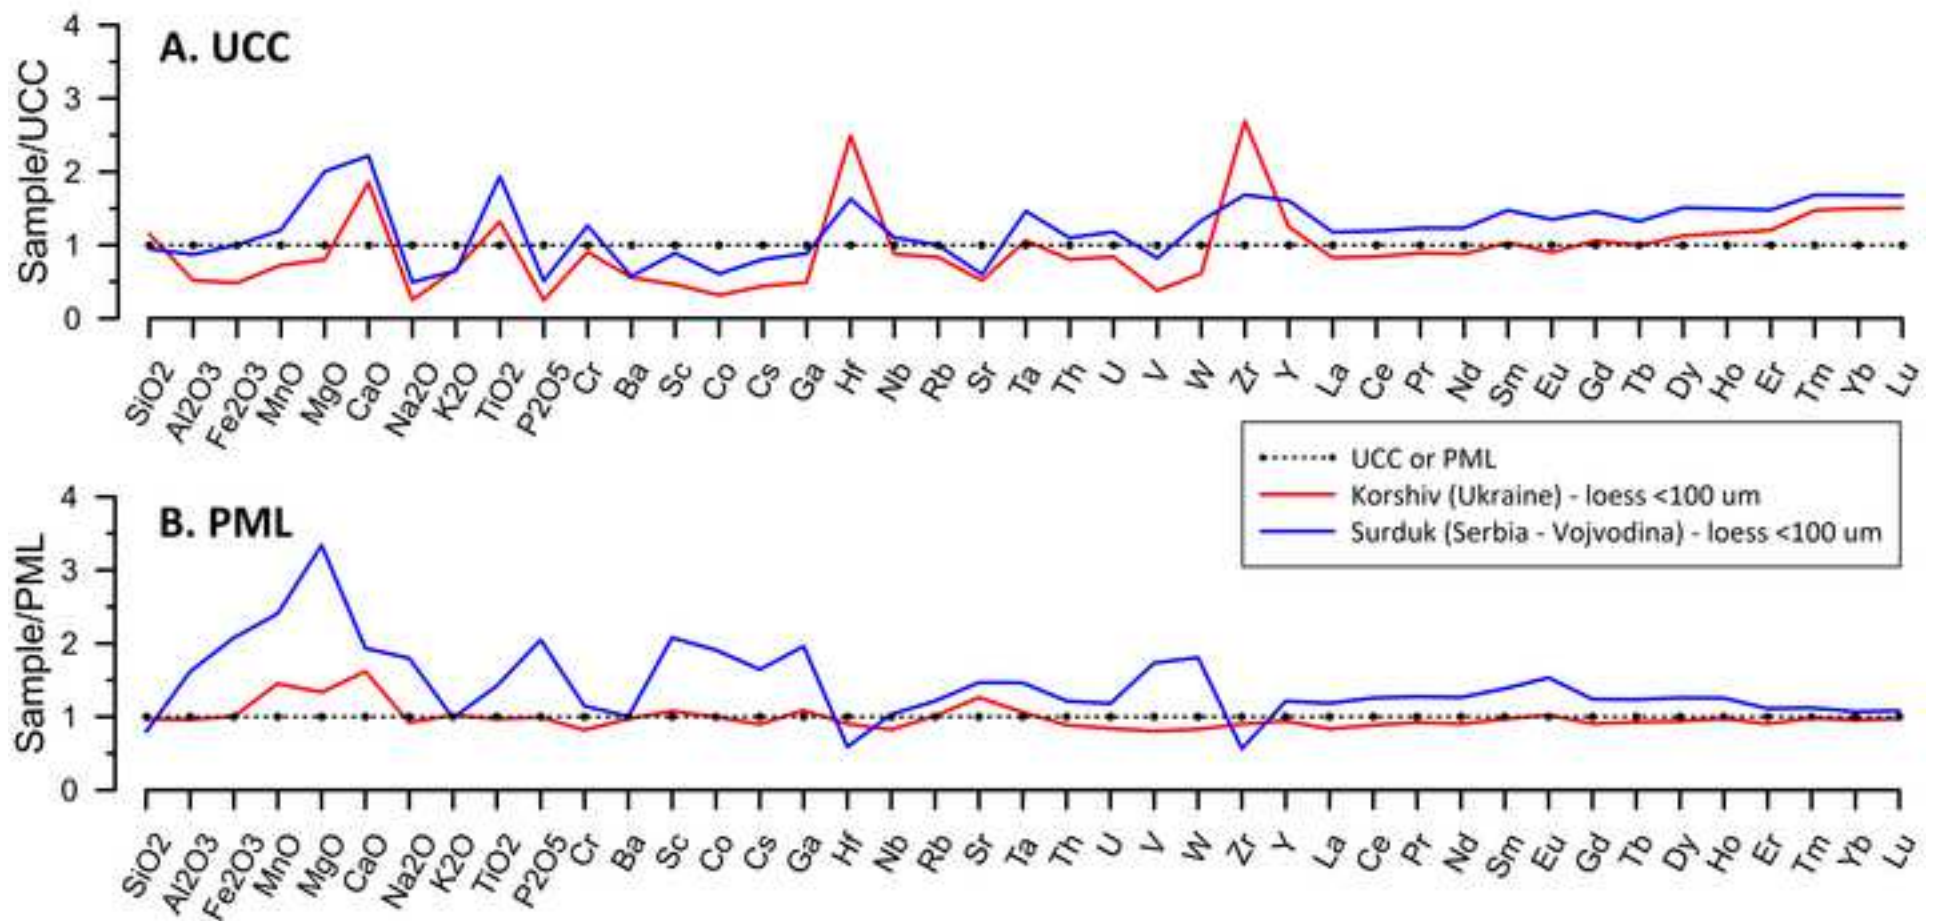 A. UCC
Sample/UCC
4
3
2
1
0
SiO2 Al2O3 Fe2O3 MnO MgO CaO Na2O K2O TiO2 P2O5 Cr Ba Sc Co Cs Ga Hf Nb Rb Sr Ta Th U V W Zr Y La Ce Pr Nd Sm Eu Gd Tb Dy Ho Er Tm Yb Lu
UCC or PML
Korshiv (Ukraine) - loess <100 um
Surduk (Serbia - Vojvodina) - loess <100 um
B. PML
Sample/PML
4
3
2
1
0
SiO2 Al2O3 Fe2O3 MnO MgO CaO Na2O K2O TiO2 P2O5 Cr Ba Sc Co Cs Ga Hf Nb Rb Sr Ta Th U V W Zr Y La Ce Pr Nd Sm Eu Gd Tb Dy Ho Er Tm Yb Lu